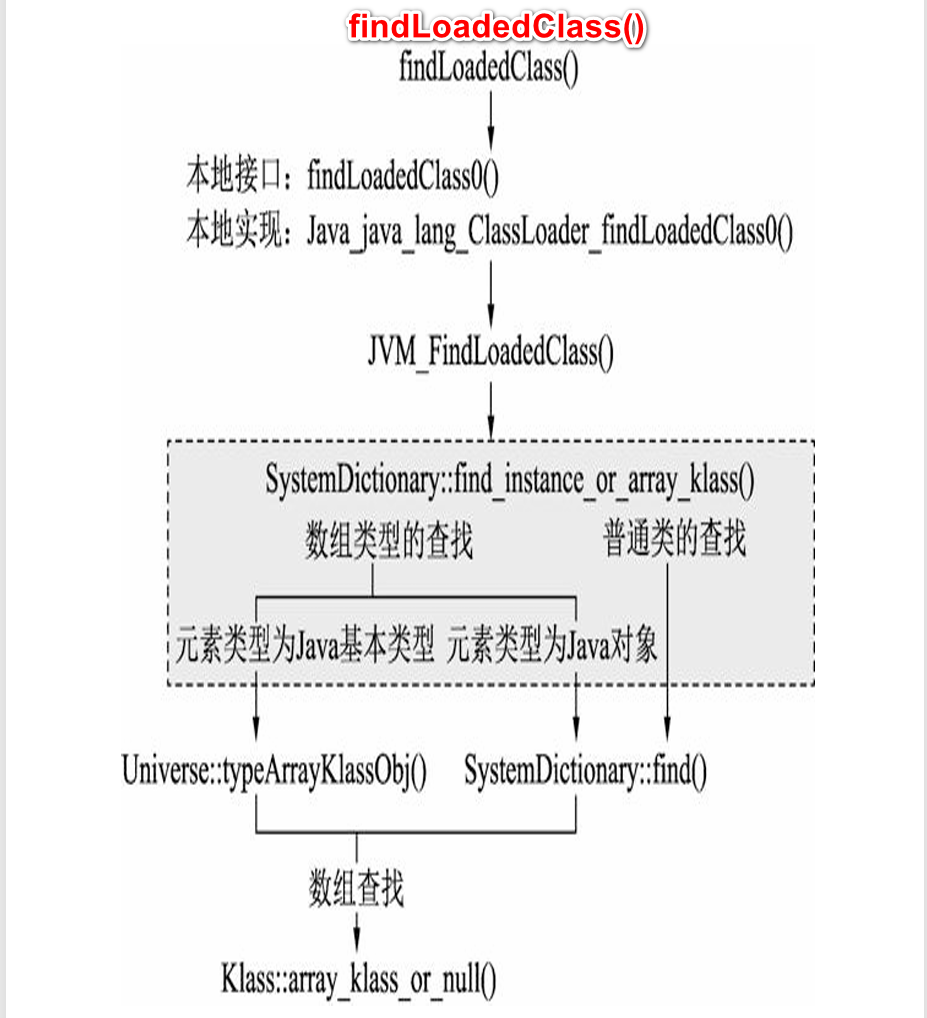 findLoadedClass()
findLoadedClass()
本地接口：findLoadedClass0()
本地实现：Java_java_lang_ClassLoader_findLoadedClass0()
JVM_FindLoadedClass()
SystemDictionary::find_instance_or_array_klass()
数组类型的查找 普通类的查找
元素类型为Java基本类型 元素类型为Java对象
Universe::typeArrayKlassObj() SystemDictionary::find()
数组查找
Klass::array_klass_or_null()